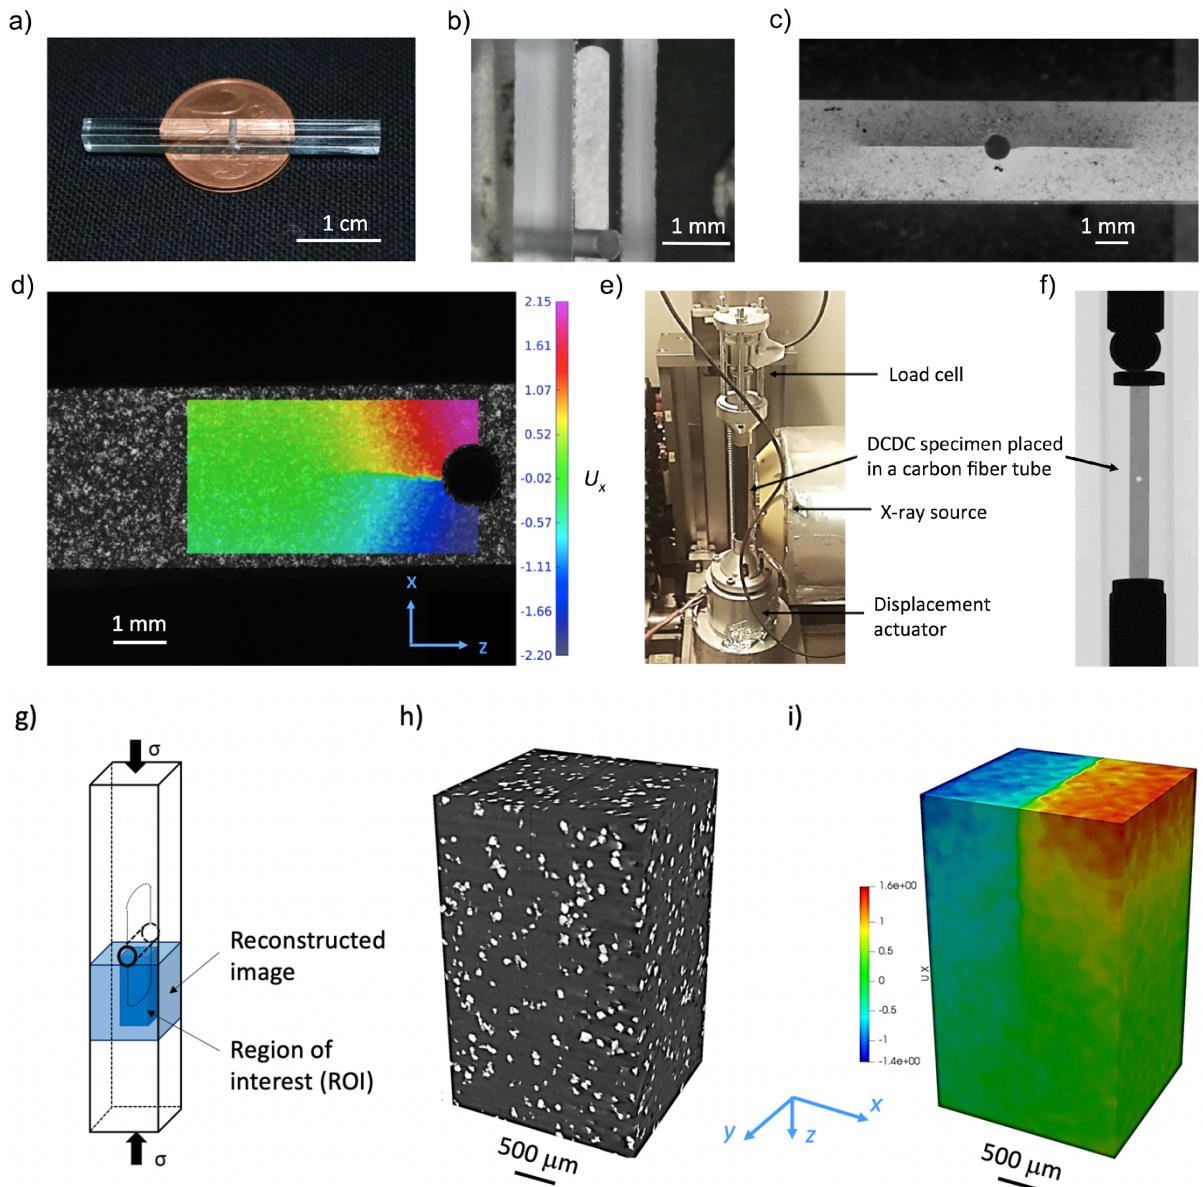 a)
b)
c)
1 cm
1 mm
1 mm
d)
e)
f)
2.15
1.61
1.07
0.52
-0.02
-0.57
-1.11
-1.66
-2.20
Uₓ
x
z
1 mm
Load cell
DCDC specimen placed
in a carbon fiber tube
X-ray source
Displacement
actuator
g)
h)
i)
σ
σ
Reconstructed
image
Region of
interest (ROI)
500 μm
y
z
x
1.6e+00
1
0.5
0
-0.5
-1
-1.4e+00
U X
500 μm